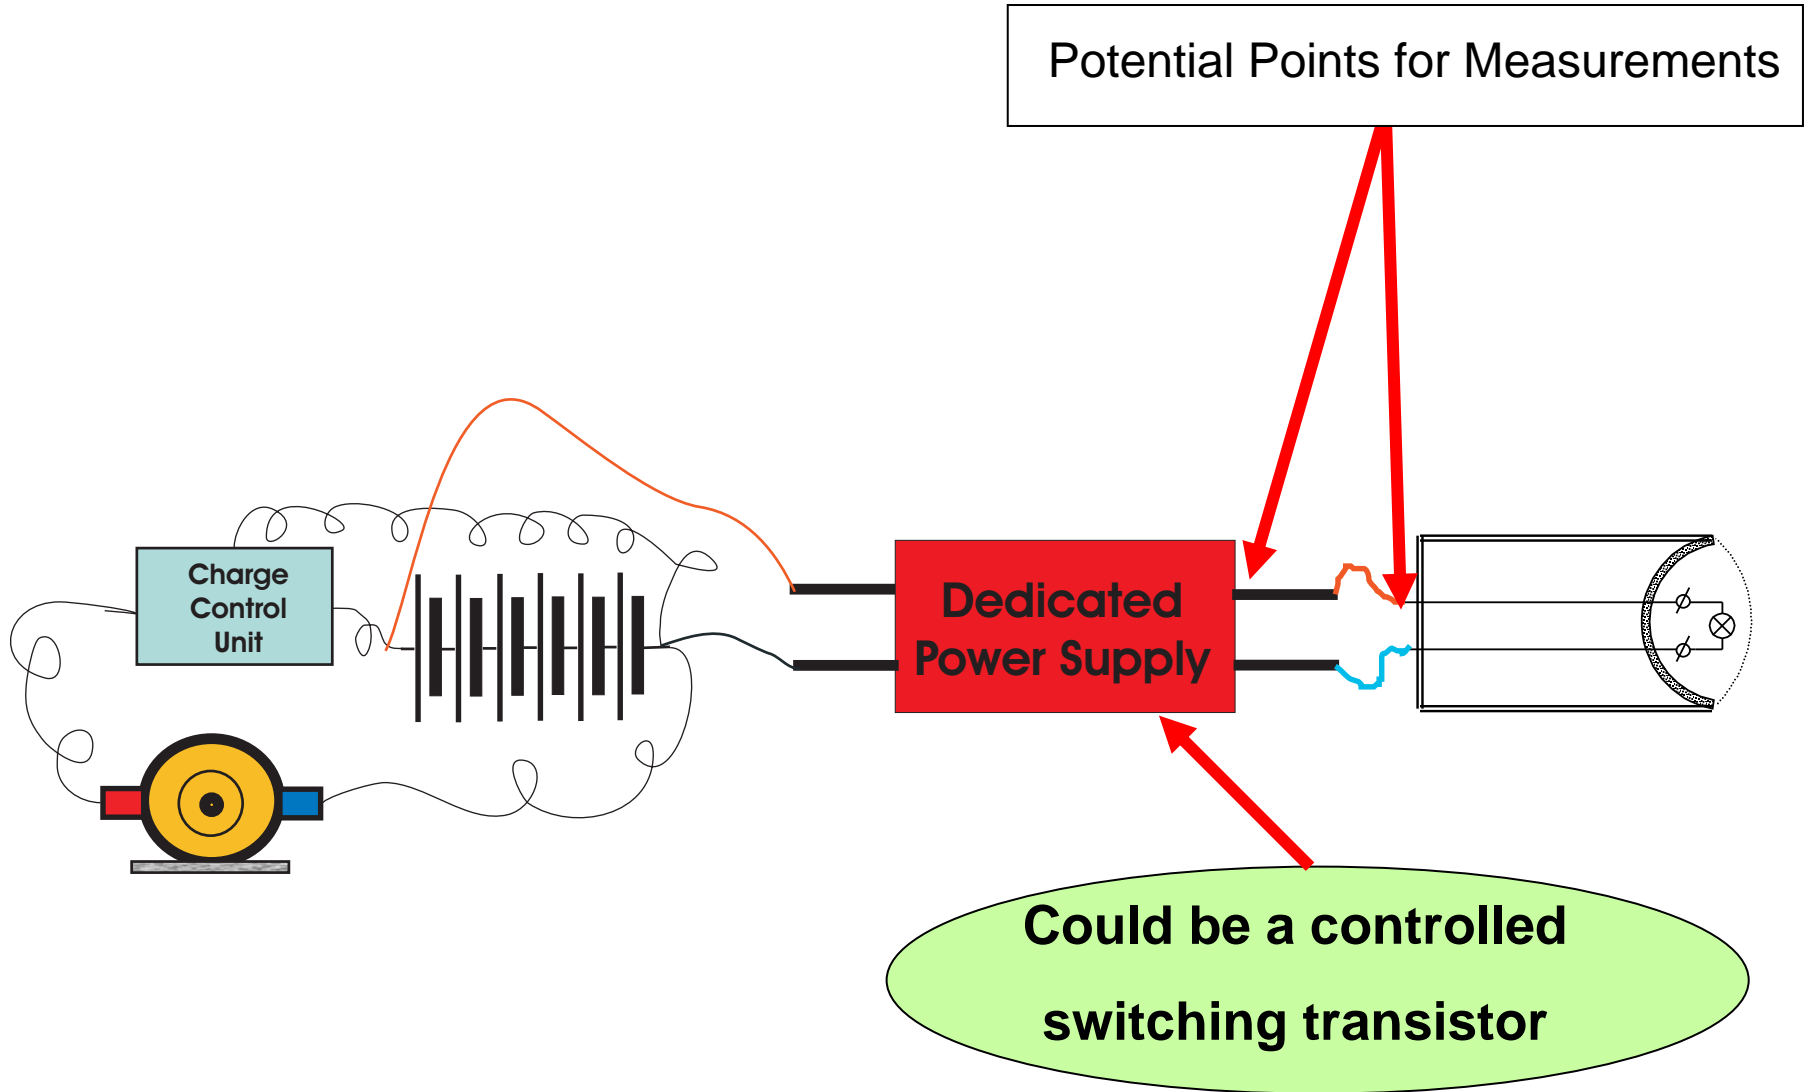 Potential Points for Measurements
Charge
Control
Unit
Dedicated
Power Supply
Could be a controlled
switching transistor